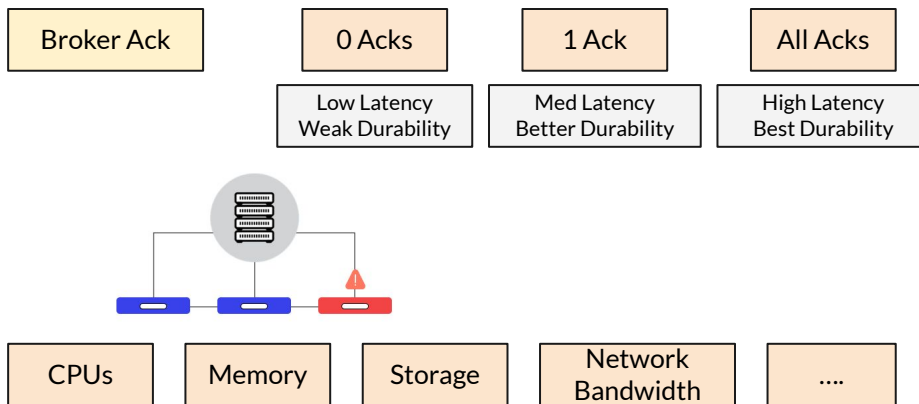 Broker Ack
0 Acks
1 Ack
All Acks
Low Latency
Weak Durability
Med Latency
Better Durability
High Latency
Best Durability
!
CPUs
Memory
Storage
Network
Bandwidth
....